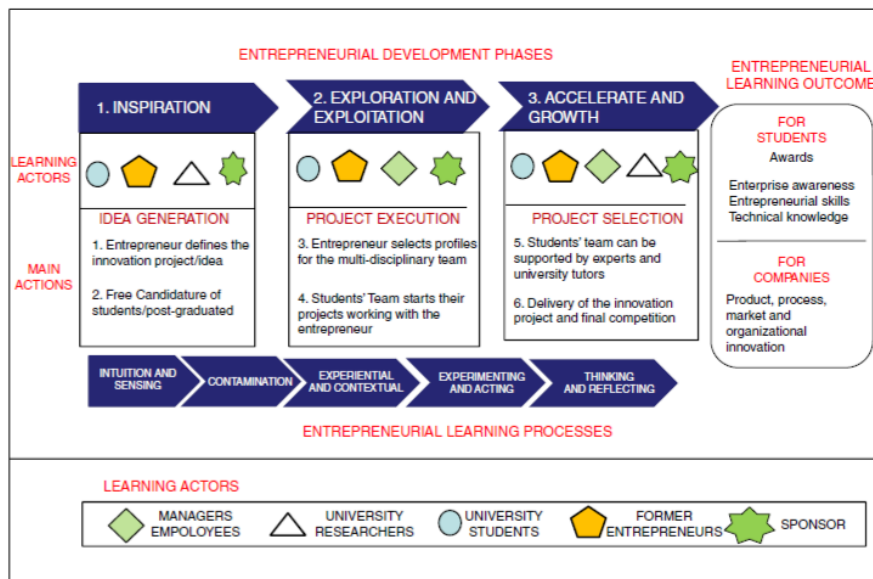 ENTREPRENEURIAL DEVELOPMENT PHASES
1. INSPIRATION
2. EXPLORATION AND
EXPLOITATION
3. ACCELERATE AND
GROWTH
ENTREPRENEURIAL
LEARNING OUTCOME
LEARNING
ACTORS
MAIN
ACTIONS
IDEA GENERATION
1. Entrepreneur defines the
innovation project/idea
2. Free Candidature of
students/post-graduated
PROJECT EXECUTION
3. Entrepreneur selects profiles
for the multi-disciplinary team
4. Students' Team starts their
projects working with the
entrepreneur
PROJECT SELECTION
5. Students' team can be
supported by experts and
university tutors
6. Delivery of the innovation
project and final competition
FOR
STUDENTS
Awards
Enterprise awareness
Entrepreneurial skills
Technical knowledge
FOR
COMPANIES
Product, process,
market and
organizational
innovation
INTUITION AND
SENSING
CONTAMINATION
EXPERIENTIAL
AND CONTEXTUAL
EXPERIMENTING
AND ACTING
THINKING
AND REFLECTING
ENTREPRENEURIAL LEARNING PROCESSES
LEARNING ACTORS
MANAGERS
EMPOLOYEES
UNIVERSITY
RESEARCHERS
UNIVERSITY
STUDENTS
FORMER
ENTREPRENEURS
SPONSOR